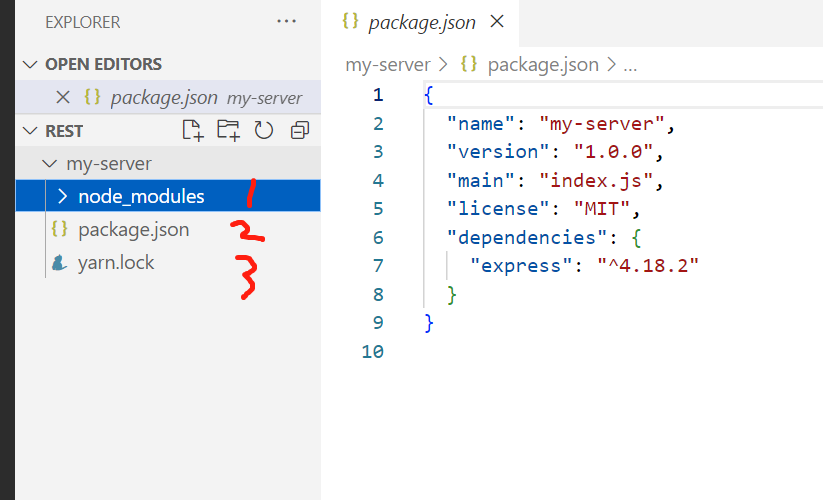 EXPLORER ...
OPEN EDITORS
package.json my-server
REST
my-server
node_modules 1
package.json 2
yarn.lock 3
package.json
my-server > {} package.json > ...
1 {
2 "name": "my-server",
3 "version": "1.0.0",
4 "main": "index.js",
5 "license": "MIT",
6 "dependencies": {
7 "express": "^4.18.2"
8 }
9 }
10